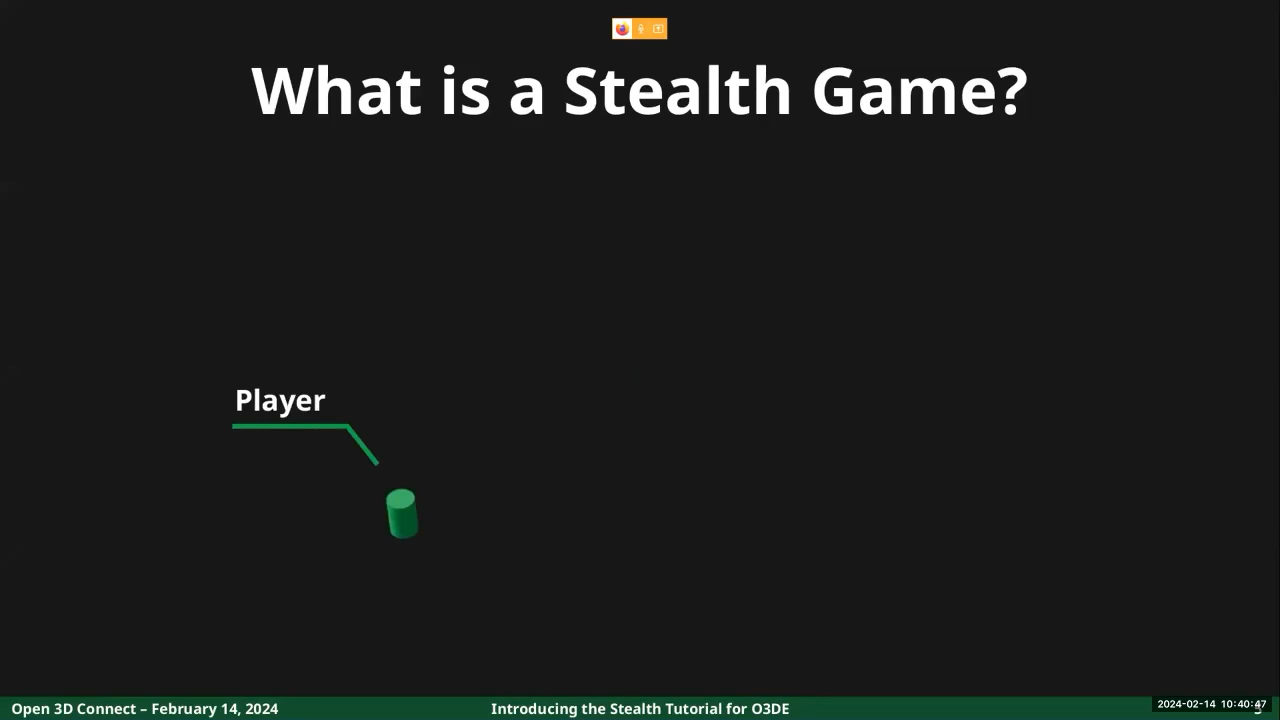 What is a Stealth Game?
Player
Open 3D Connect – February 14, 2024
Introducing the Stealth Tutorial for O3DE
2024-02-14 10:40:47